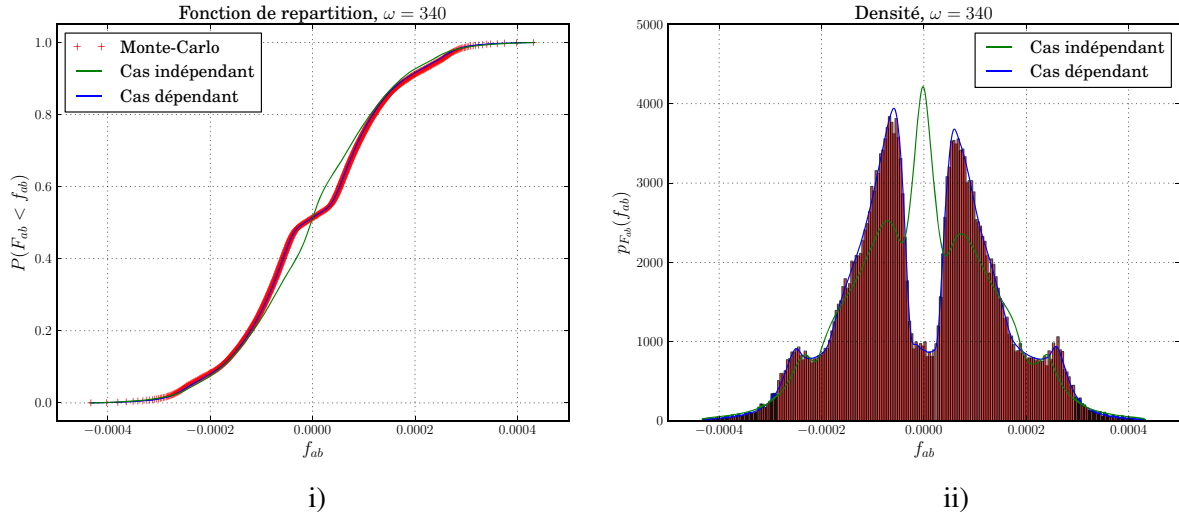 Fonction de repartition, ω = 340
1.0
0.8
0.6
0.4
0.2
0.0
P(F_ab < f_ab)
Monte-Carlo
Cas indépendant
Cas dépendant
−0.0004
−0.0002
0.0000
0.0002
0.0004
f_ab
i)
Densité, ω = 340
5000
4000
3000
2000
1000
0
p_{F_ab}(f_ab)
Cas indépendant
Cas dépendant
−0.0004
−0.0002
0.0000
0.0002
0.0004
f_ab
ii)